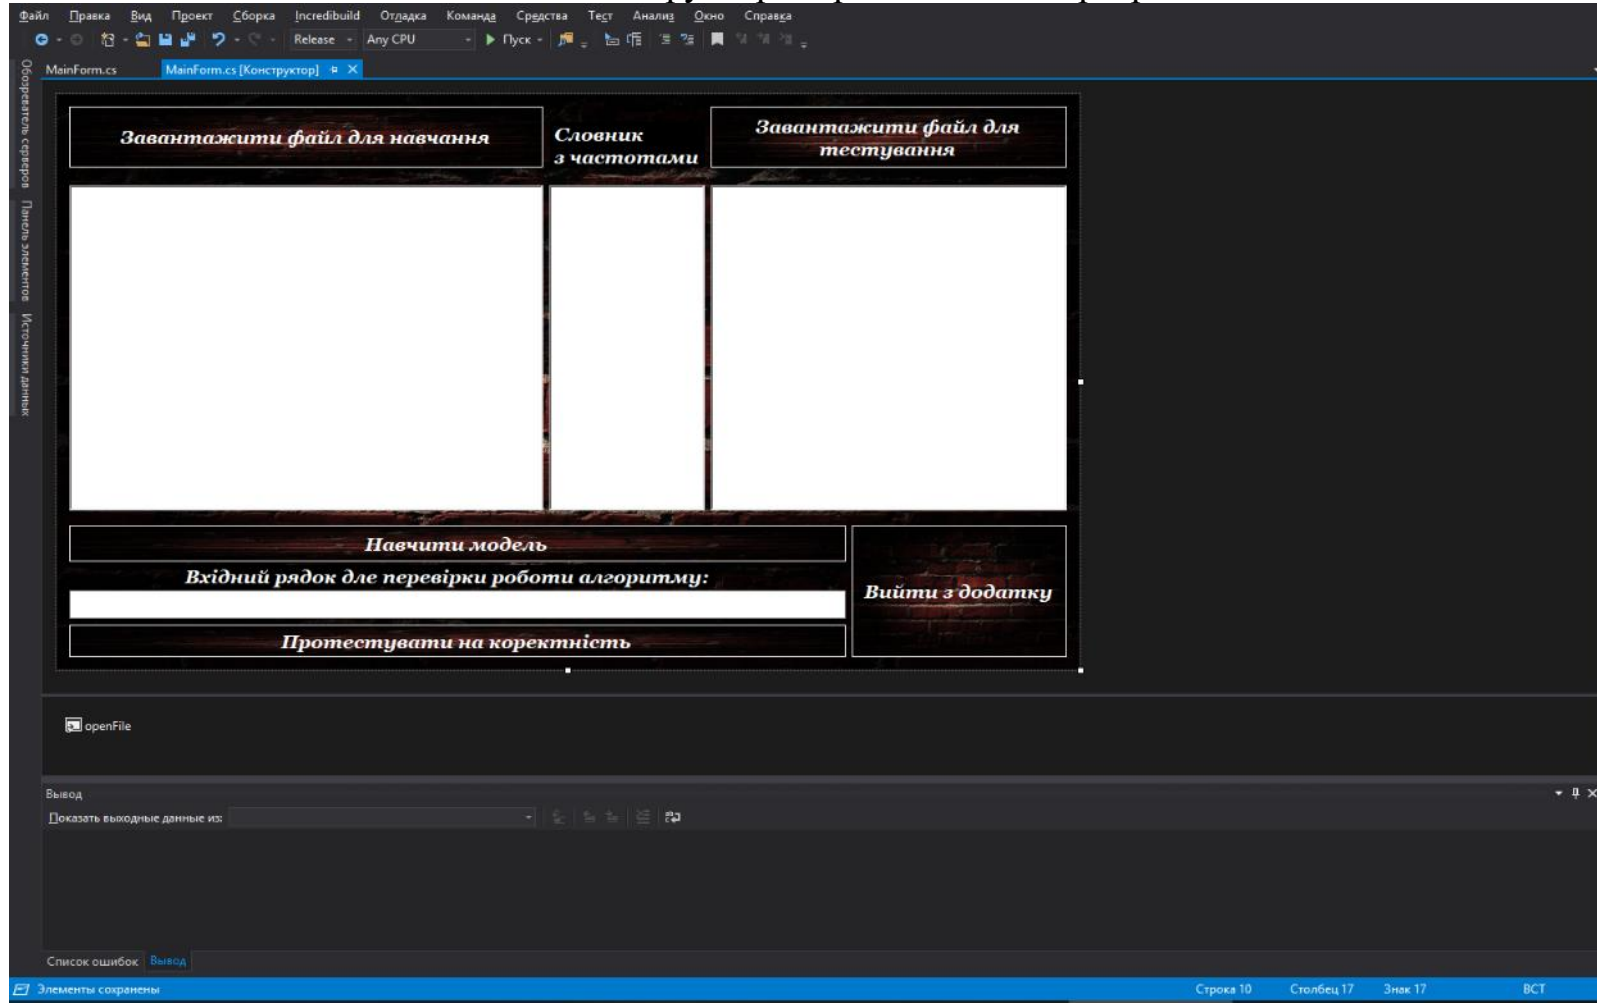 Файл Правка Вид Проект Сборка Incredibuild Отладка Команда Средства Тест Анализ Окно Справка
Release Any CPU Пуск
MainForm.cs MainForm.cs [Конструктор]
Обозреватель серверов
Панель элементов
Источники данных
Завантажити файл для навчання
Словник
з частотами
Завантажити файл для
тестування
Навчити модель
Вхідний рядок дле перевірки роботи алгоритму:
Протестувати на коректність
Вийти з додатку
openFile
Вывод
Показать выходные данные из:
Список ошибок Вывод
Элементы сохранены Строка 10 Столбец 17 Знак 17 ВСТ